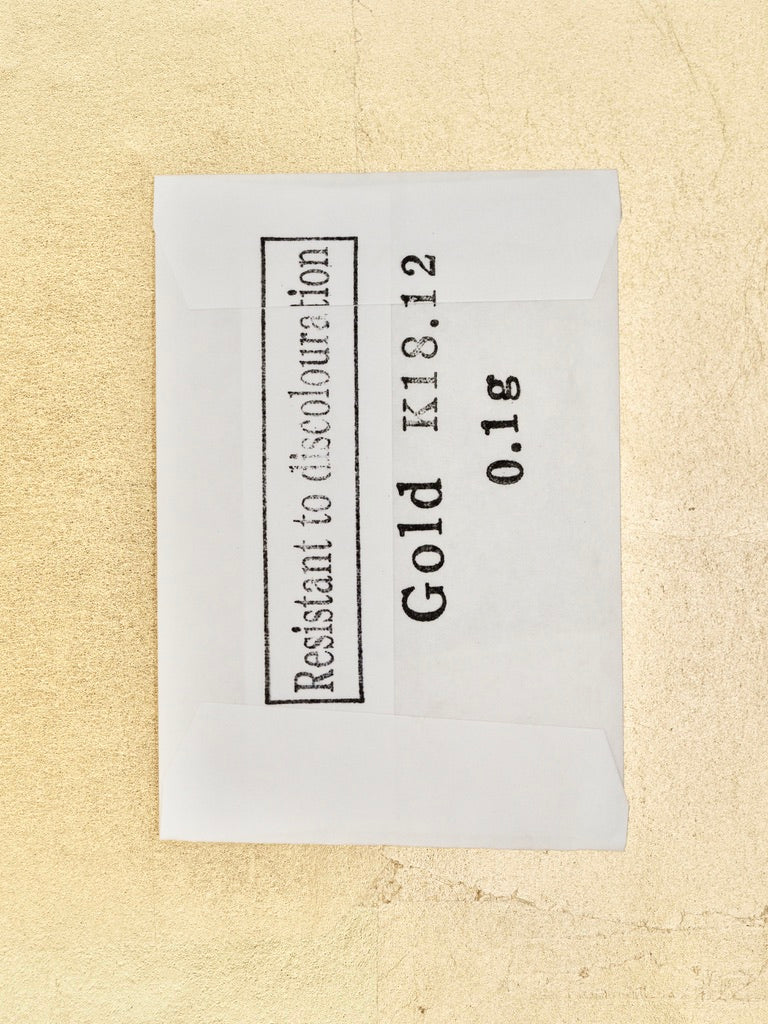 Resistant to discolouration
Gold K18.12
0.1g